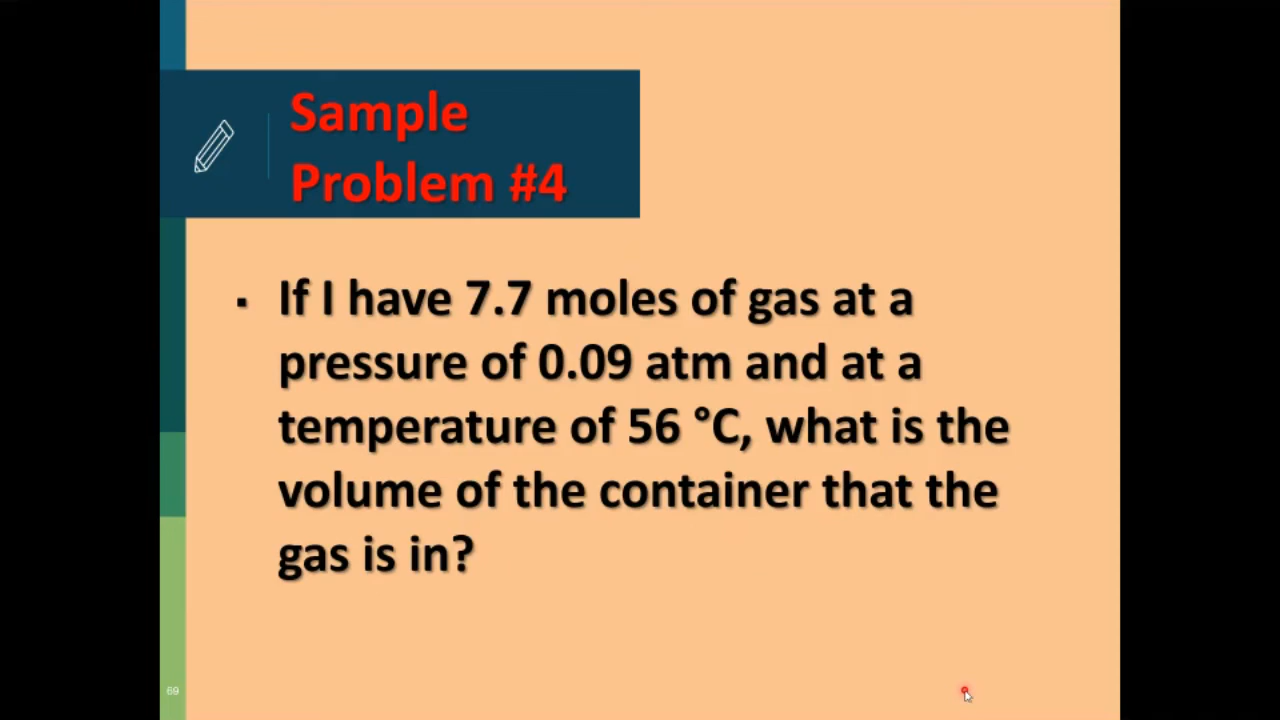 Sample
Problem #4
▪ If I have 7.7 moles of gas at a
pressure of 0.09 atm and at a
temperature of 56 °C, what is the
volume of the container that the
gas is in?
69